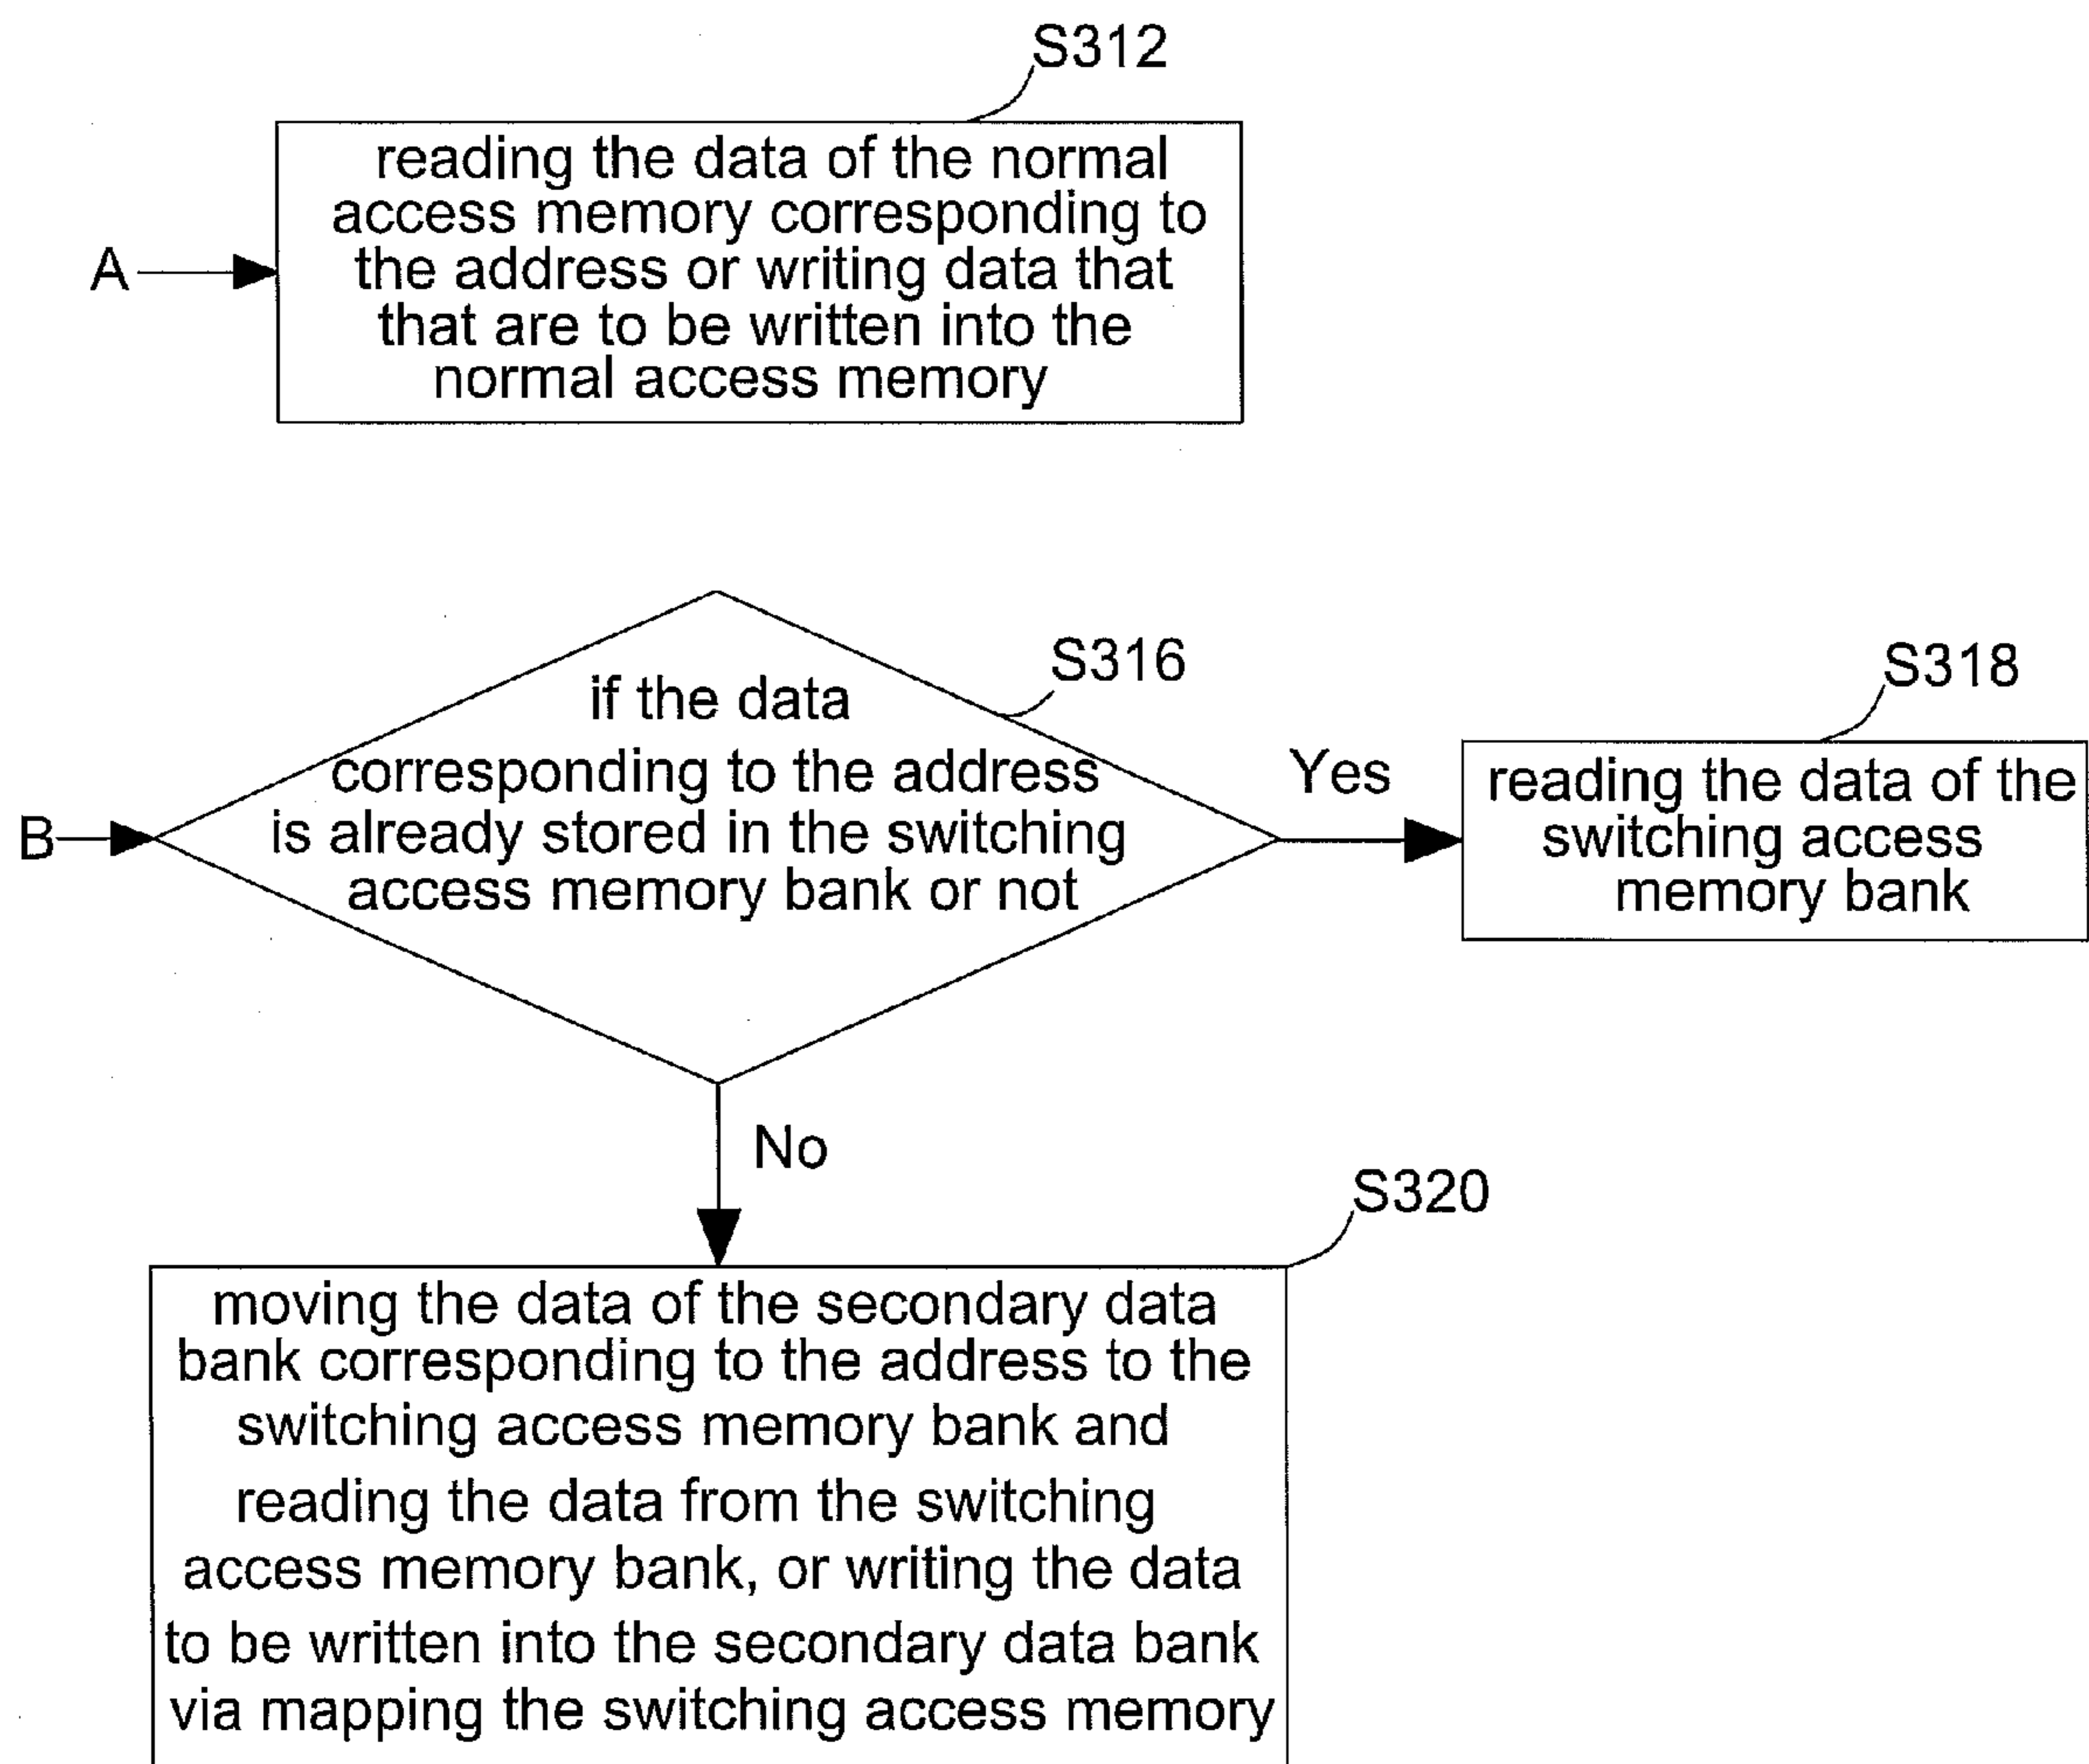 S312
reading the data of the normal
access memory corresponding to
A
the address or writing data that
that are to be written into the
normal access memory
S316
S318
if the data
corresponding to the address
Yes
reading the data of the
B
is already stored in the switching
switching access
access memory bank or not
memory bank
No
S320
moving the data of the secondary data
bank corresponding to the address to the
switching access memory bank and
reading the data from the switching
access memory bank, or writing the data
to be written into the secondary data bank
via mapping the switching access memory